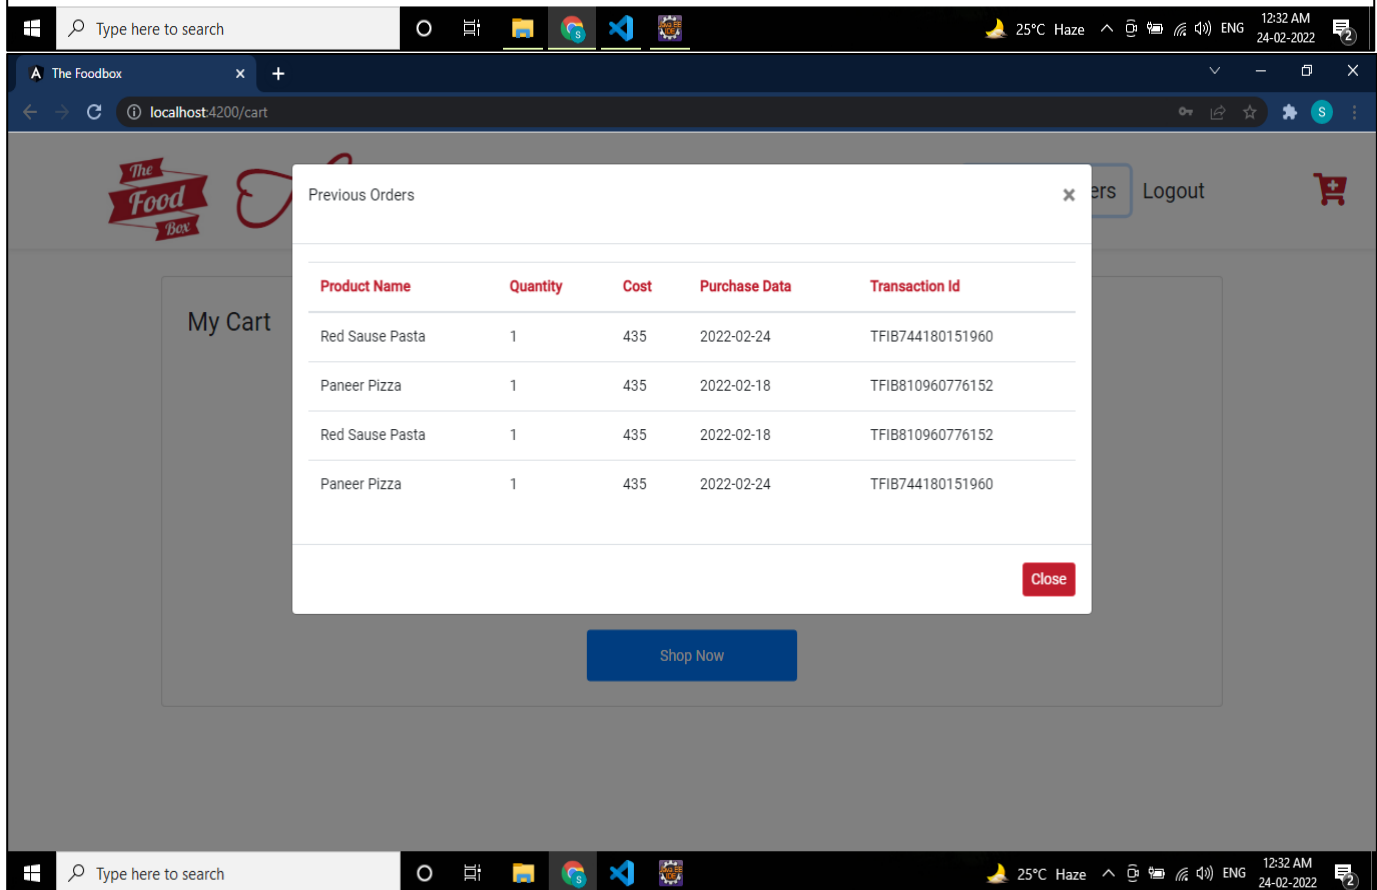 Type here to search
25°C Haze
ENG
12:32 AM
24-02-2022
2
The Foodbox
localhost:4200/cart
S
The
Food
Box
Previous Orders
ers
Logout
My Cart
Product Name Quantity Cost Purchase Data Transaction Id
Red Sause Pasta 1 435 2022-02-24 TFIB744180151960
Paneer Pizza 1 435 2022-02-18 TFIB810960776152
Red Sause Pasta 1 435 2022-02-18 TFIB810960776152
Paneer Pizza 1 435 2022-02-24 TFIB744180151960
Close
Shop Now
Type here to search
25°C Haze
ENG
12:32 AM
24-02-2022
2